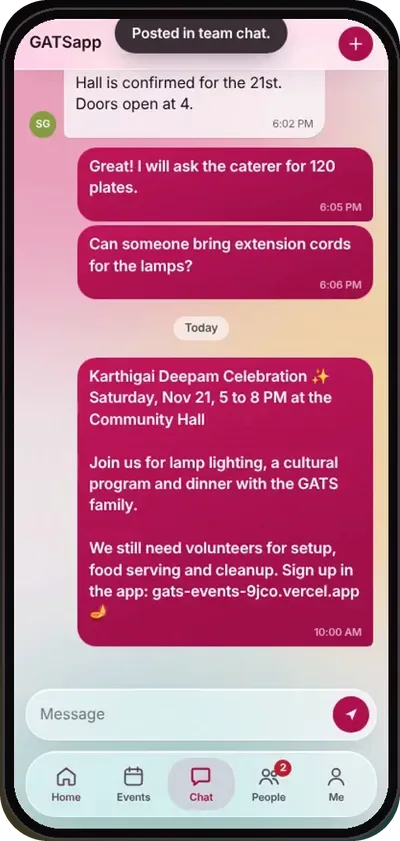 GATSapp
Posted in team chat.
Hall is confirmed for the 21st.
Doors open at 4.
6:02 PM
SG
Great! I will ask the caterer for 120
plates.
6:05 PM
Can someone bring extension cords
for the lamps?
6:06 PM
Today
Karthigai Deepam Celebration ✨
Saturday, Nov 21, 5 to 8 PM at the
Community Hall
Join us for lamp lighting, a cultural
program and dinner with the GATS
family.
We still need volunteers for setup,
food serving and cleanup. Sign up in
the app: gats-events-9jco.vercel.app
🪔
10:00 AM
Message
2
Home Events Chat People Me